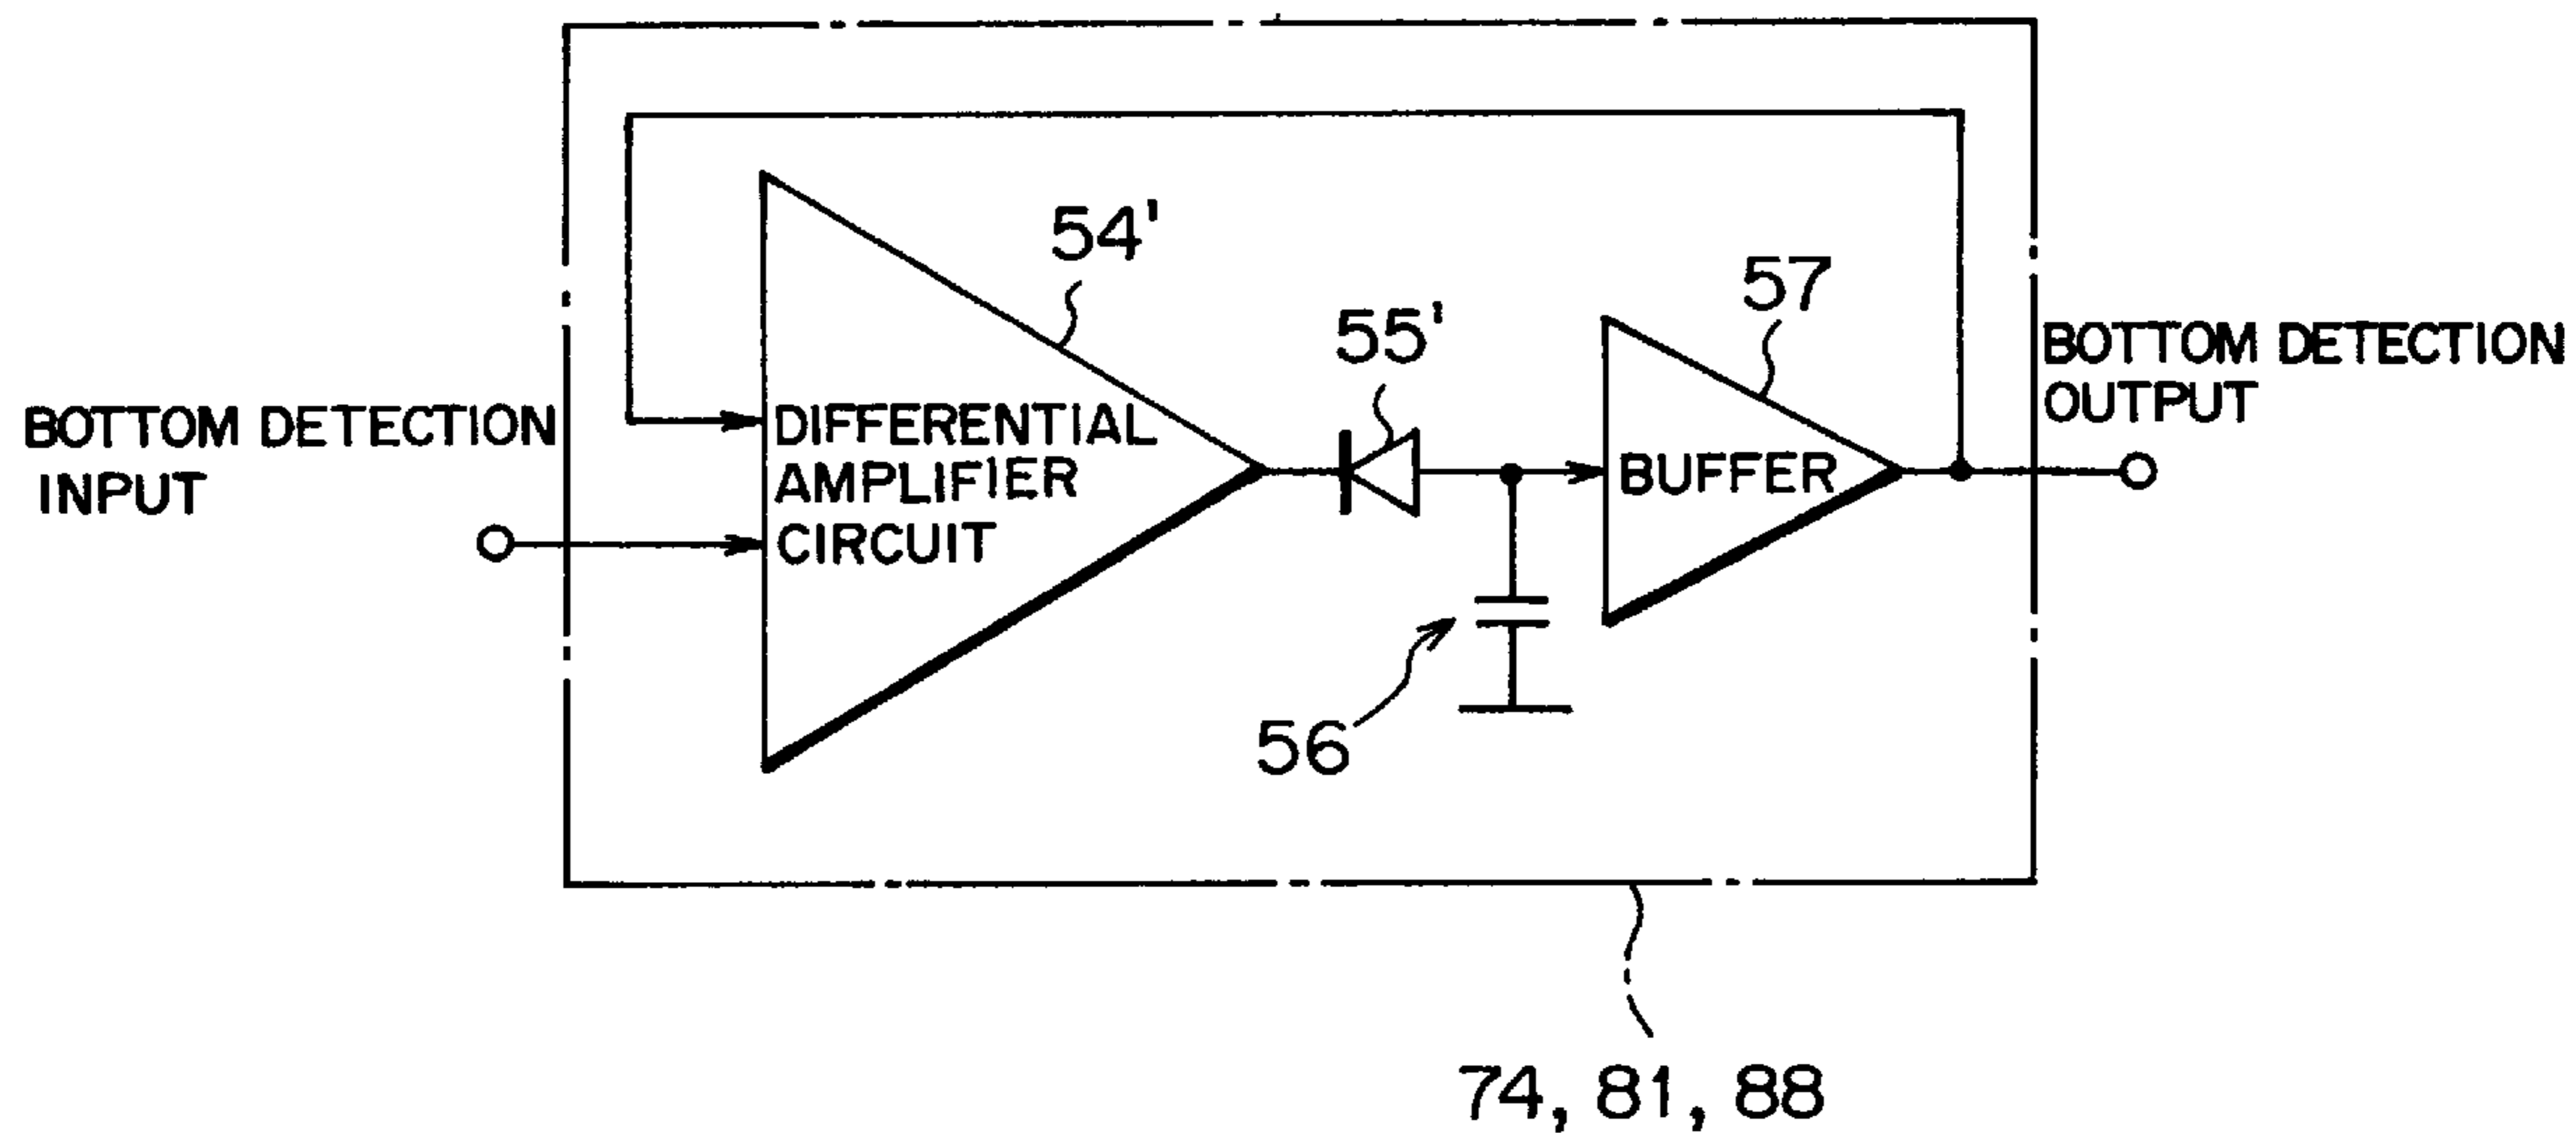 54'
57
55'
BOTTOM DETECTION
OUTPUT
BOTTOM DETECTION
INPUT
DIFFERENTIAL
AMPLIFIER
CIRCUIT
BUFFER
56
74, 81, 88